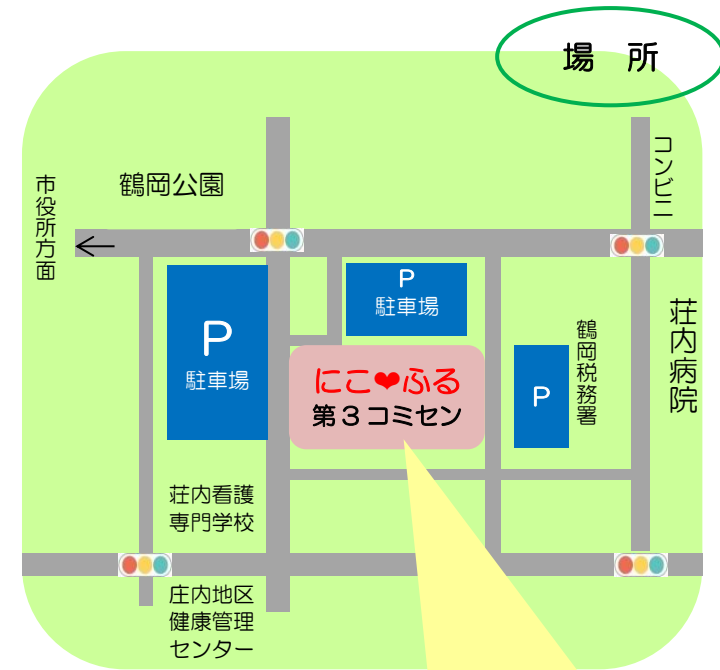 場 所
コンビニ
鶴岡公園
市役所方面
P
駐車場
P
駐車場
荘内病院
鶴岡税務署
P
にこ❤ふる
第3コミセン
荘内看護
専門学校
庄内地区
健康管理
センター